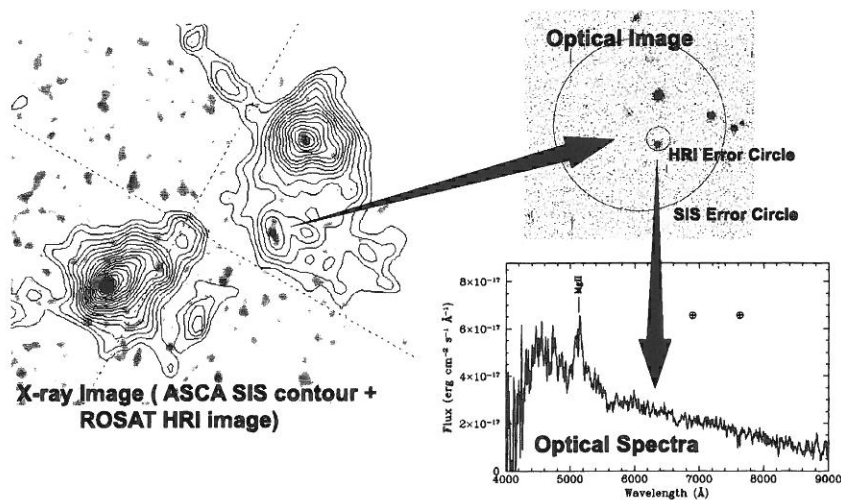 Optical Image
HRI Error Circle
SIS Error Circle
X-ray Image ( ASCA SIS contour +
ROSAT HRI image)
8×10⁻¹⁷
6×10⁻¹⁷
4×10⁻¹⁷
2×10⁻¹⁷
Flux (erg cm⁻² s⁻¹ Å⁻¹)
MgII
Optical Spectra
4000 5000 6000 7000 8000 9000
Wavelength (Å)